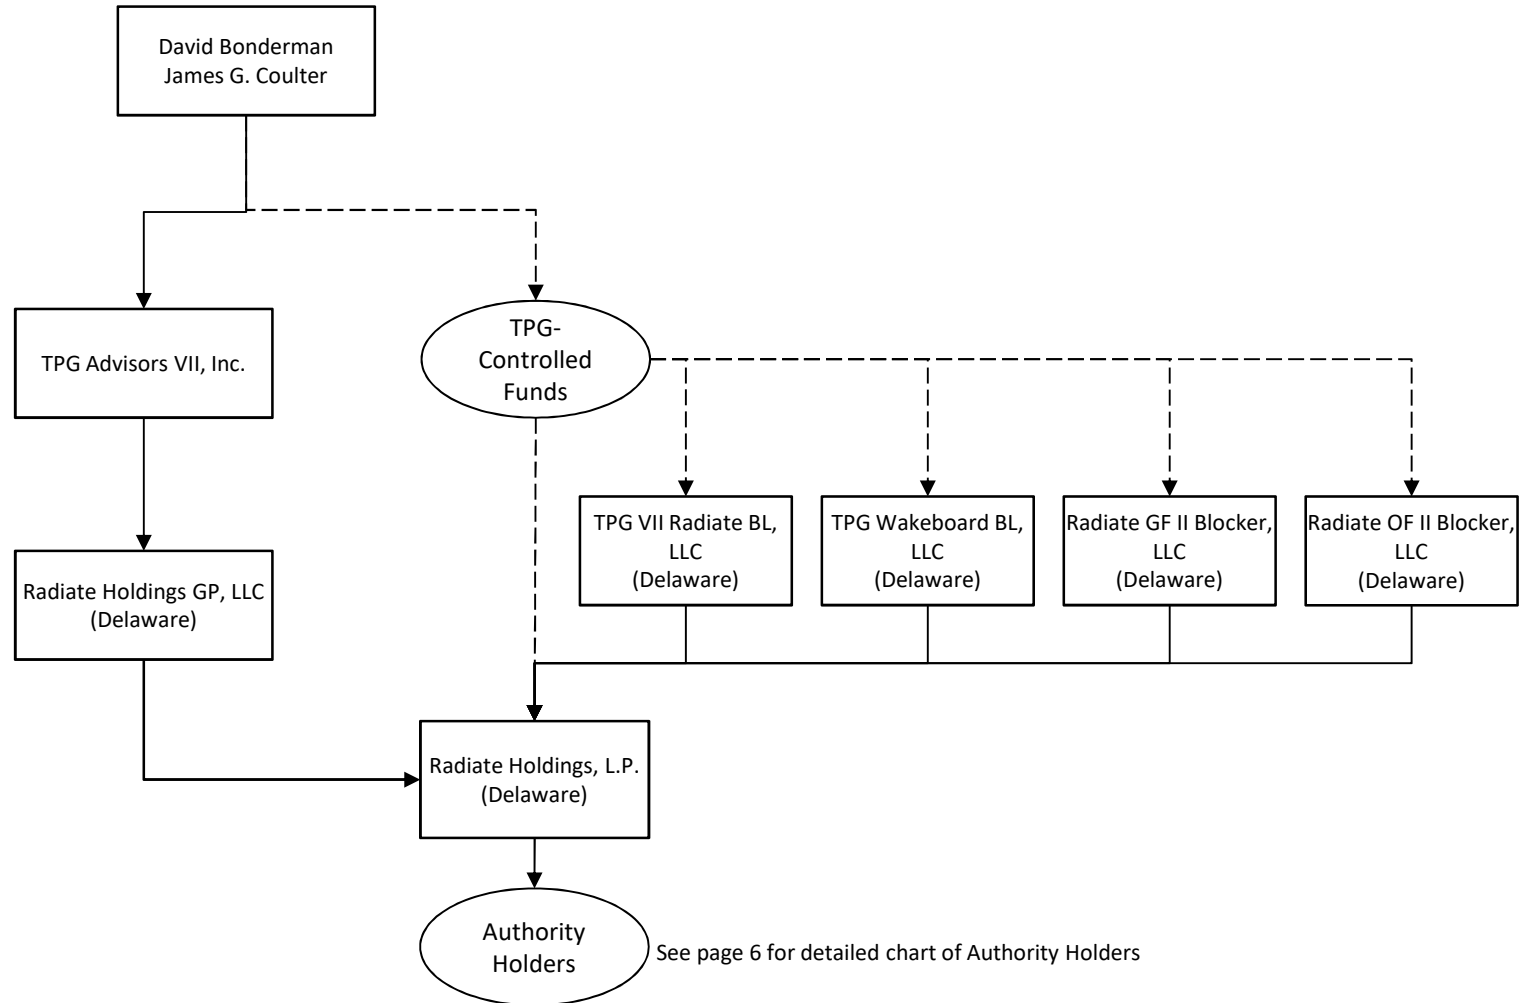 David Bonderman
James G. Coulter
TPG Advisors VII, Inc.
TPG-
Controlled
Funds
TPG VII Radiate BL,
LLC
(Delaware)
TPG Wakeboard BL,
LLC
(Delaware)
Radiate GF II Blocker,
LLC
(Delaware)
Radiate OF II Blocker,
LLC
(Delaware)
Radiate Holdings GP, LLC
(Delaware)
Radiate Holdings, L.P.
(Delaware)
Authority
Holders
See page 6 for detailed chart of Authority Holders